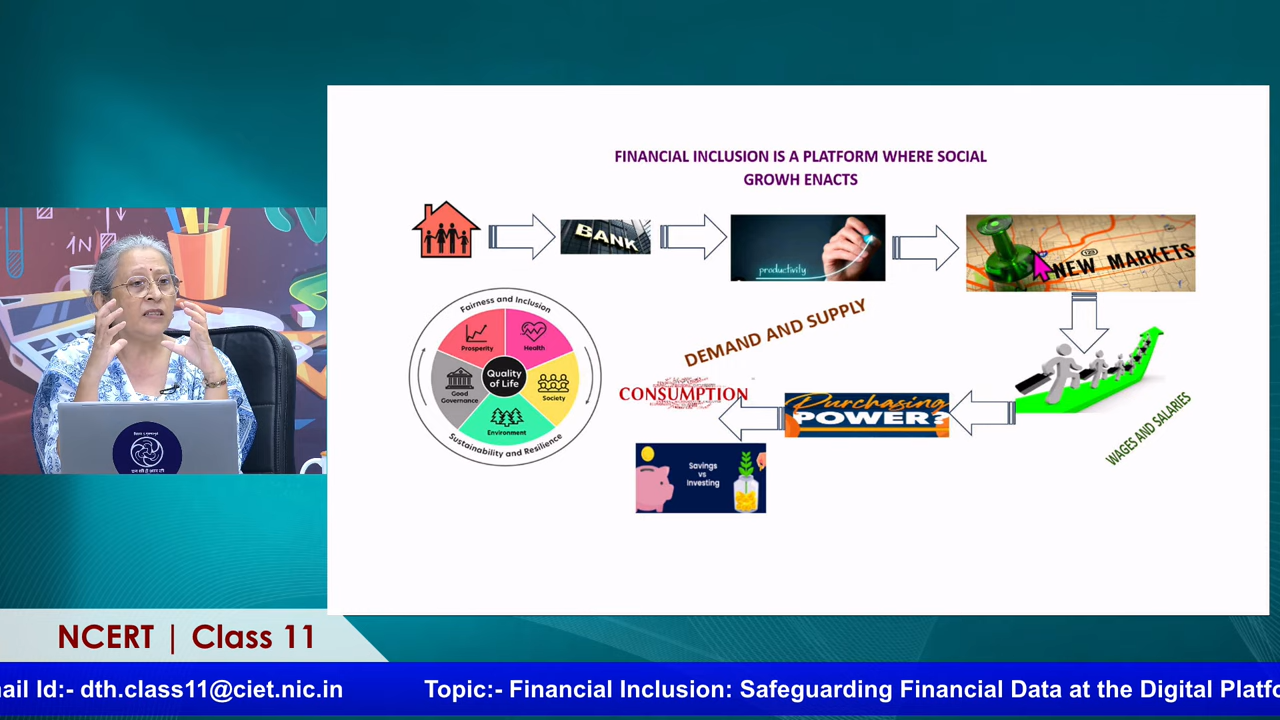 FINANCIAL INCLUSION IS A PLATFORM WHERE SOCIAL
GROWH ENACTS
BANK
productivity
NEW MARKETS
WAGES AND SALARIES
Purchasing
POWER?
DEMAND AND SUPPLY
CONSUMPTION
Savings
vs
Investing
Fairness and Inclusion
Prosperity
Health
Good
Governance
Quality
of Life
Society
Environment
Sustainability and Resilience
1N
NCERT | Class 11
ail Id:- dth.class11@ciet.nic.in
Topic:- Financial Inclusion: Safeguarding Financial Data at the Digital Platfo